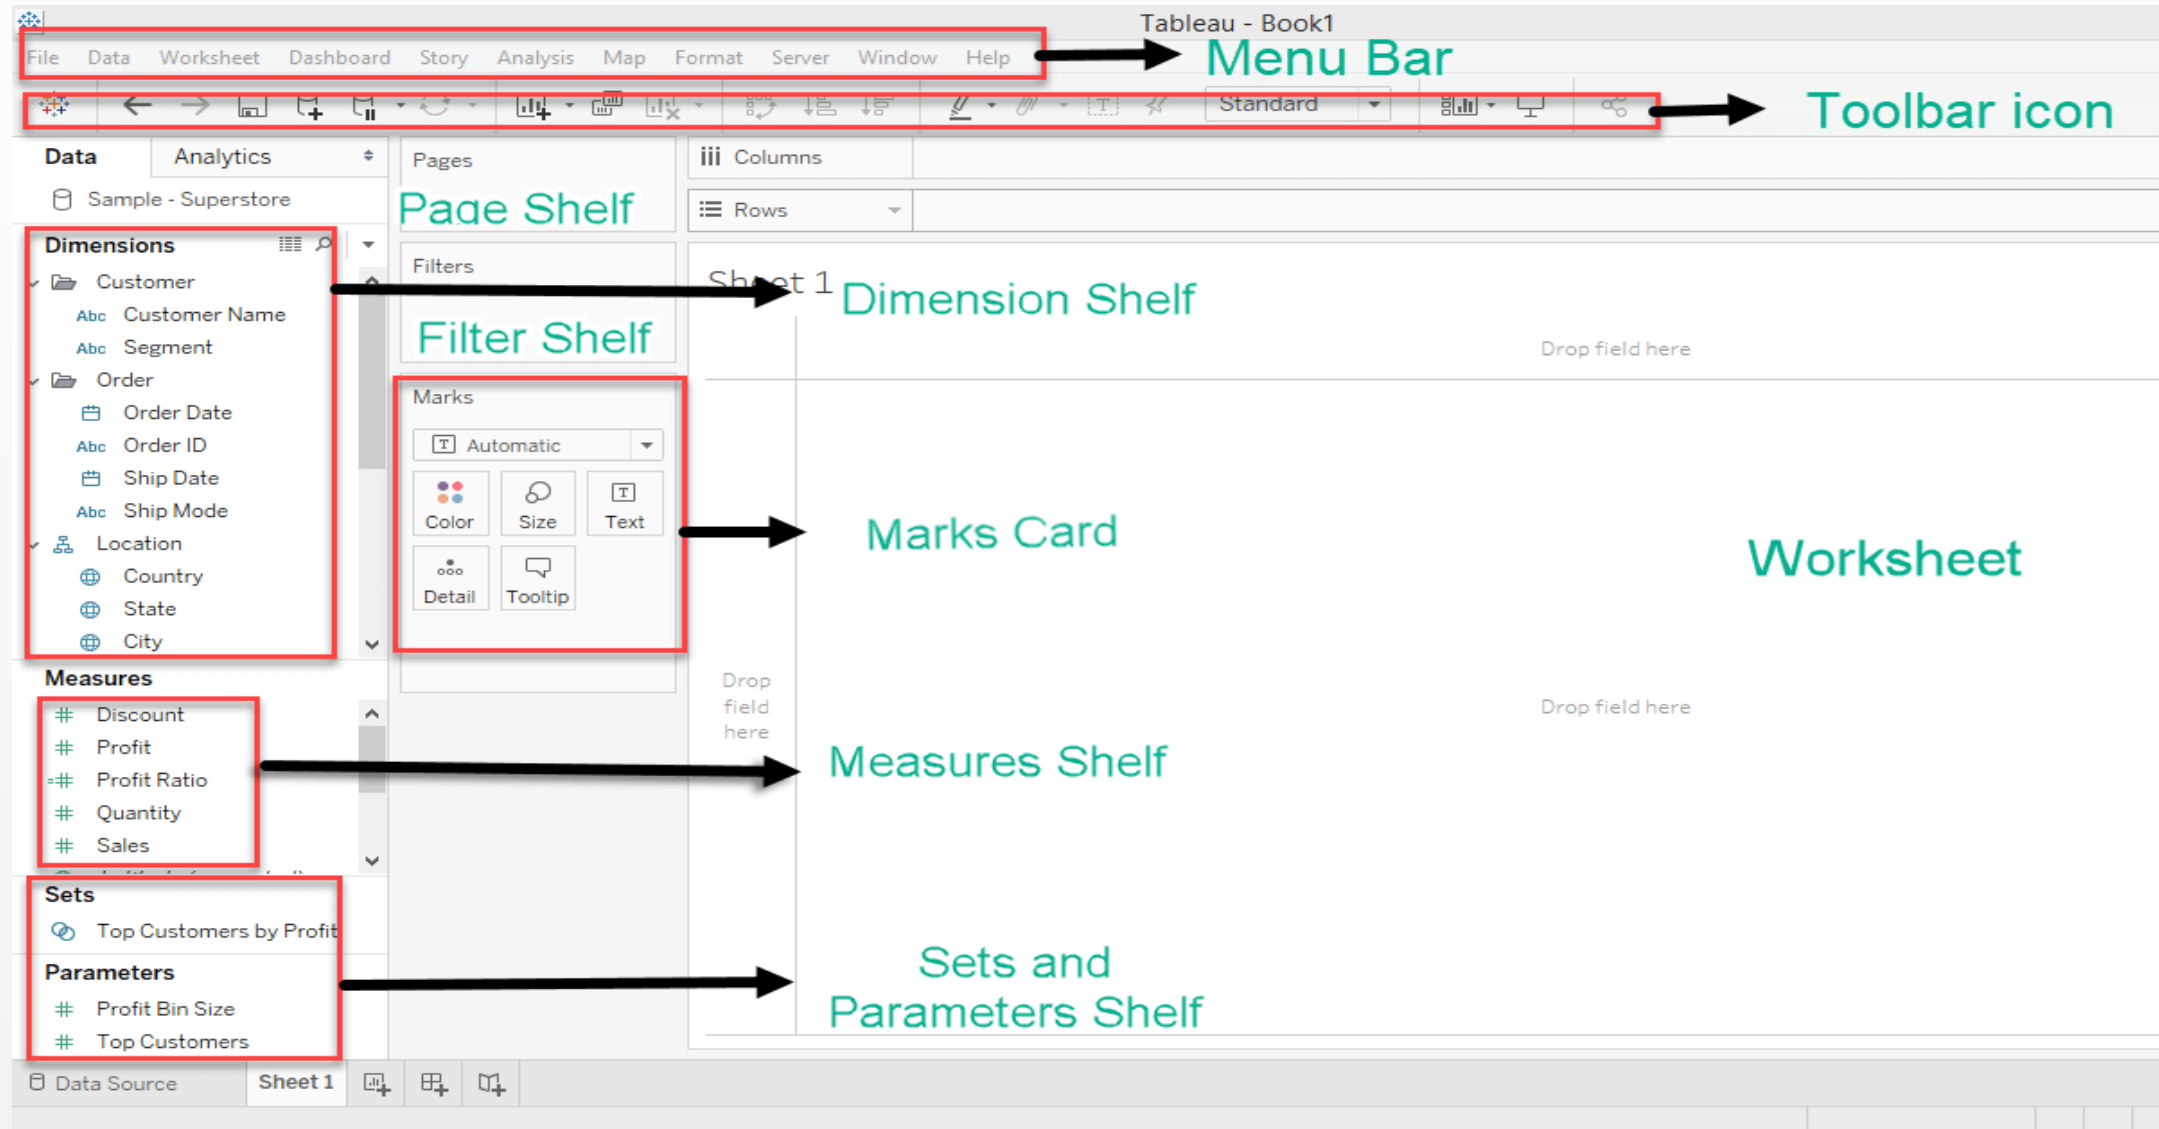 Tableau - Book1
File Data Worksheet Dashboard Story Analysis Map Format Server Window Help
Menu Bar
Standard
Toolbar icon
Data Analytics
Sample - Superstore
Dimensions
Customer
Abc Customer Name
Abc Segment
Order
Order Date
Abc Order ID
Ship Date
Abc Ship Mode
Location
Country
State
City
Measures
# Discount
# Profit
=# Profit Ratio
# Quantity
# Sales
Sets
Top Customers by Profit
Parameters
# Profit Bin Size
# Top Customers
Pages
Page Shelf
Filters
Filter Shelf
Marks
T Automatic
Color Size Text
Detail Tooltip
Columns
Rows
Sheet 1
Dimension Shelf
Drop field here
Marks Card
Worksheet
Drop
field
here
Drop field here
Measures Shelf
Sets and
Parameters Shelf
Data Source Sheet 1